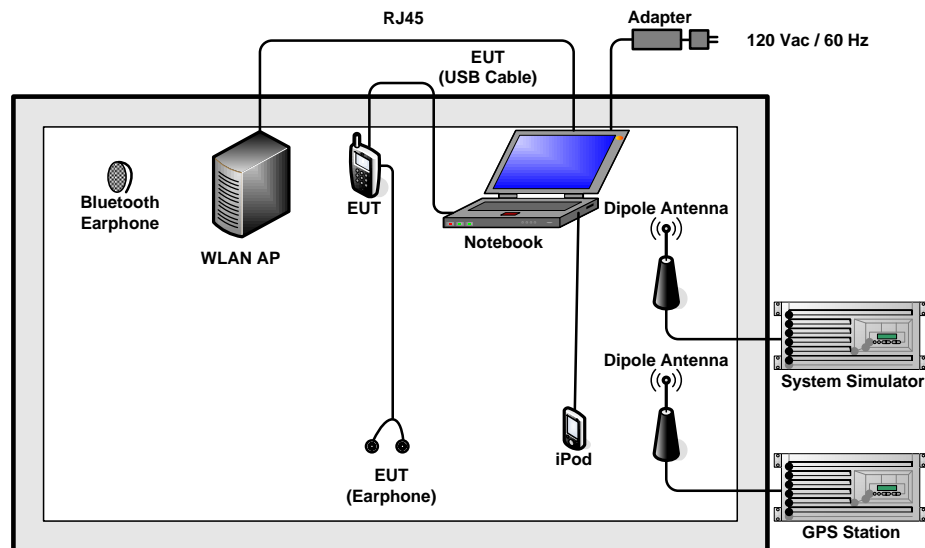 RJ45
Adapter
120 Vac / 60 Hz
EUT
(USB Cable)
Bluetooth
Earphone
WLAN AP
EUT
Notebook
Dipole Antenna
System Simulator
Dipole Antenna
EUT
(Earphone)
iPod
GPS Station